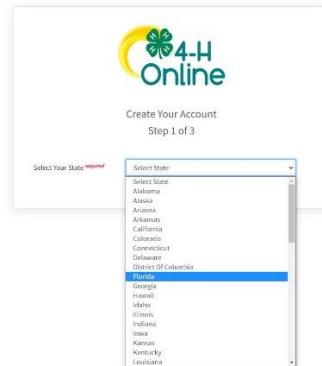 4-H
Online
Create Your Account
Step 1 of 3
Select Your State required
Select State
Select State
Alabama
Alaska
Arizona
Arkansas
California
Colorado
Connecticut
Delaware
District Of Columbia
Florida
Georgia
Hawaii
Idaho
Illinois
Indiana
Iowa
Kansas
Kentucky
Louisiana